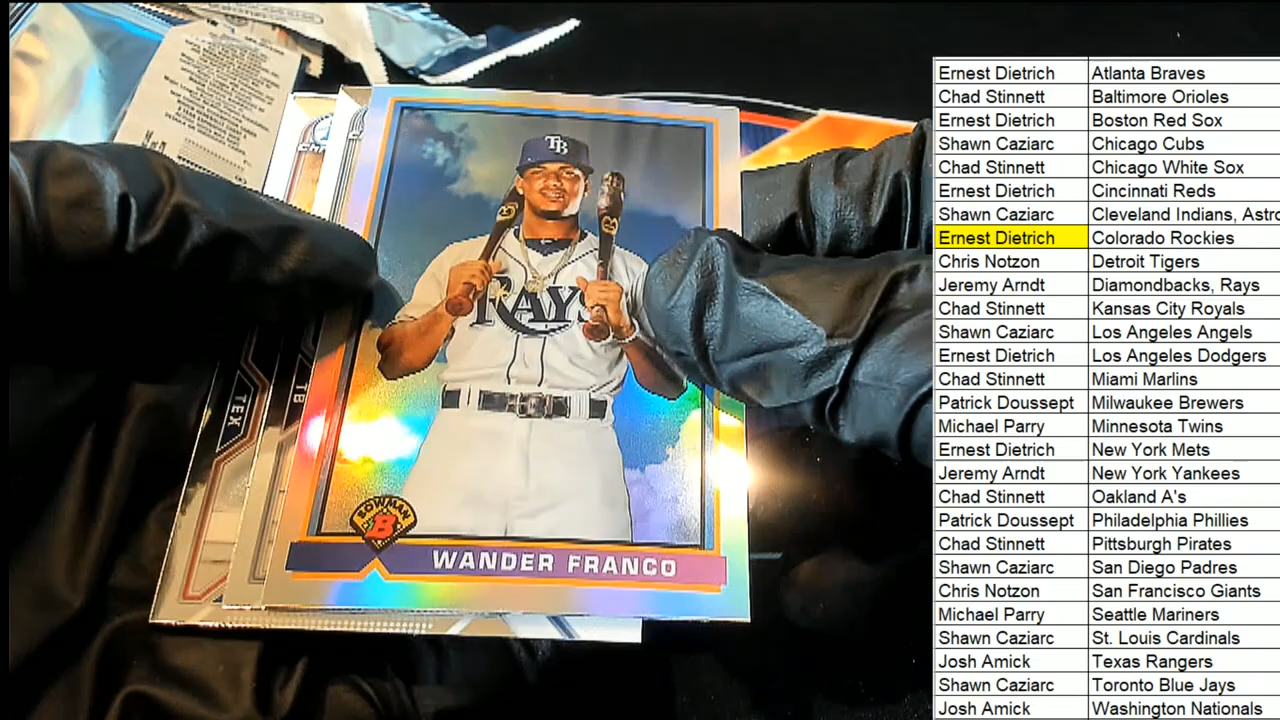 TB
RAYS
BOWMAN
B
WANDER FRANCO
TEX
TB
Ernest Dietrich Atlanta Braves
Chad Stinnett Baltimore Orioles
Ernest Dietrich Boston Red Sox
Shawn Caziarc Chicago Cubs
Chad Stinnett Chicago White Sox
Ernest Dietrich Cincinnati Reds
Shawn Caziarc Cleveland Indians, Astro
Ernest Dietrich Colorado Rockies
Chris Notzon Detroit Tigers
Jeremy Arndt Diamondbacks, Rays
Chad Stinnett Kansas City Royals
Shawn Caziarc Los Angeles Angels
Ernest Dietrich Los Angeles Dodgers
Chad Stinnett Miami Marlins
Patrick Doussept Milwaukee Brewers
Michael Parry Minnesota Twins
Ernest Dietrich New York Mets
Jeremy Arndt New York Yankees
Chad Stinnett Oakland A's
Patrick Doussept Philadelphia Phillies
Chad Stinnett Pittsburgh Pirates
Shawn Caziarc San Diego Padres
Chris Notzon San Francisco Giants
Michael Parry Seattle Mariners
Shawn Caziarc St. Louis Cardinals
Josh Amick Texas Rangers
Shawn Caziarc Toronto Blue Jays
Josh Amick Washington Nationals